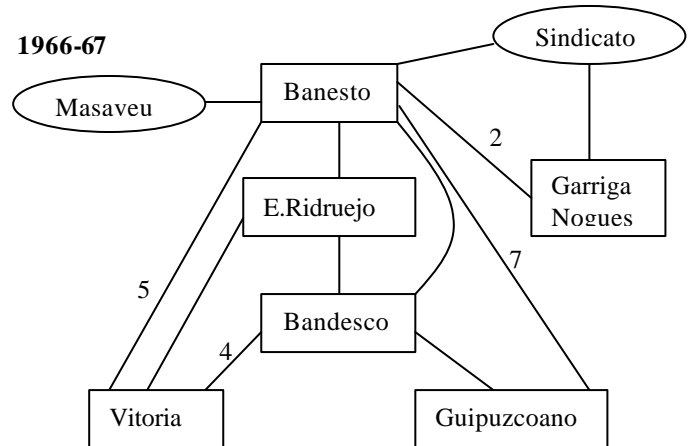 1966-67
Sindicato
Banesto
Masaveu
2
Garriga
Nogues
E.Ridruejo
7
5
Bandesco
4
Vitoria
Guipuzcoano